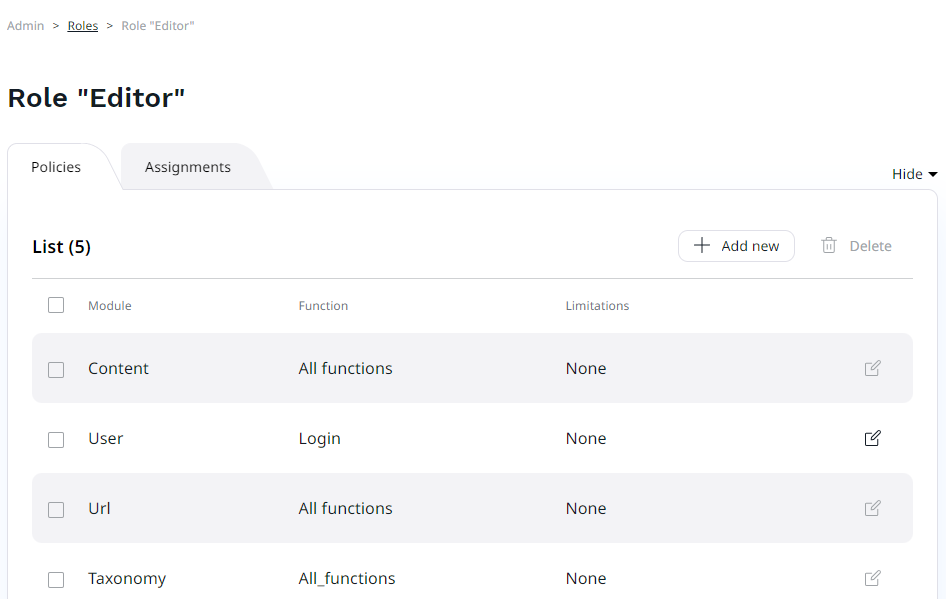 Admin > Roles > Role "Editor"
Role "Editor"
Policies Assignments
Hide
List (5) Add new Delete
Module Function Limitations
Content All functions None
User Login None
Url All functions None
Taxonomy All_functions None